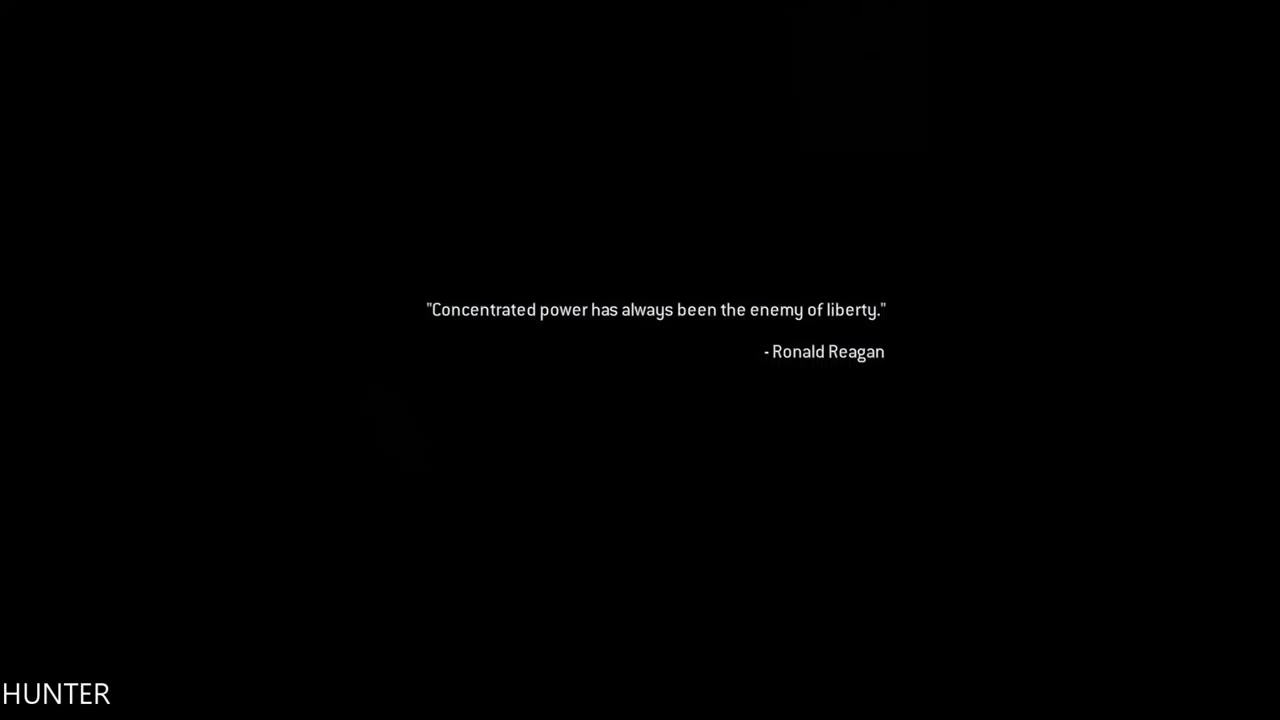 "Concentrated power has always been the enemy of liberty."
- Ronald Reagan
HUNTER